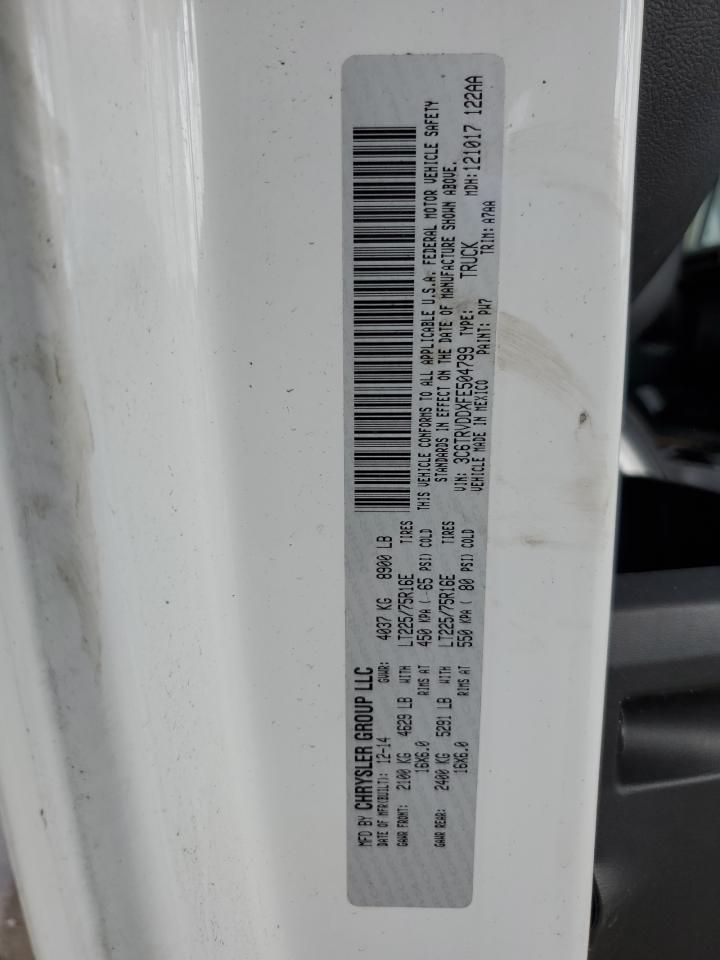 MFD BY CHRYSLER GROUP LLC
DATE OF MFR(BUILT): 12-14 GVWR: 4037 KG 8900 LB
GAWR FRONT: 2100 KG 4629 LB WITH LT225/75R16E TIRES
16X6.0 RIMS AT 450 KPA ( 65 PSI) COLD
GAWR REAR: 2400 KG 5291 LB WITH LT225/75R16E TIRES
16X6.0 RIMS AT 550 KPA ( 80 PSI) COLD
THIS VEHICLE CONFORMS TO ALL APPLICABLE U.S.A. FEDERAL MOTOR VEHICLE SAFETY
STANDARDS IN EFFECT ON THE DATE OF MANUFACTURE SHOWN ABOVE.
VIN: 3C6TRVDDXFE504799 TYPE: TRUCK MDH: 121017 122AA
VEHICLE MADE IN MEXICO PAINT: PW7 TRIM: A7AA